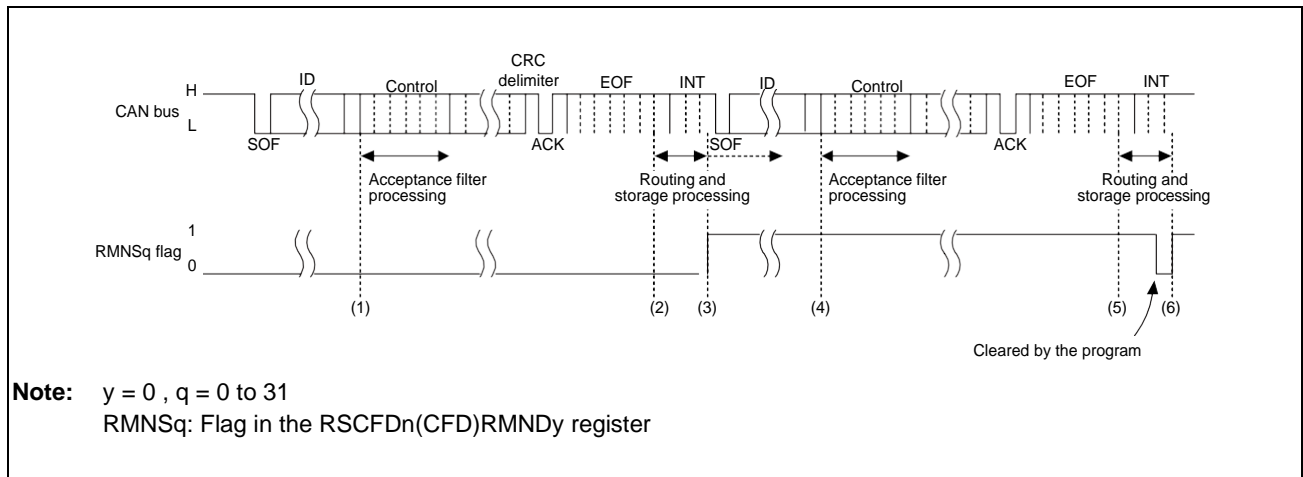 CRC
ID delimiter EOF INT ID EOF INT
H Control Control
CAN bus
L
SOF ACK SOF ACK
Acceptance filter Routing and Acceptance filter Routing and
processing storage processing processing storage processing
1
RMNSq flag
0
(1) (2) (3) (4) (5) (6)
Cleared by the program
Note: y = 0 , q = 0 to 31
RMNSq: Flag in the RSCFDn(CFD)RMNDy register